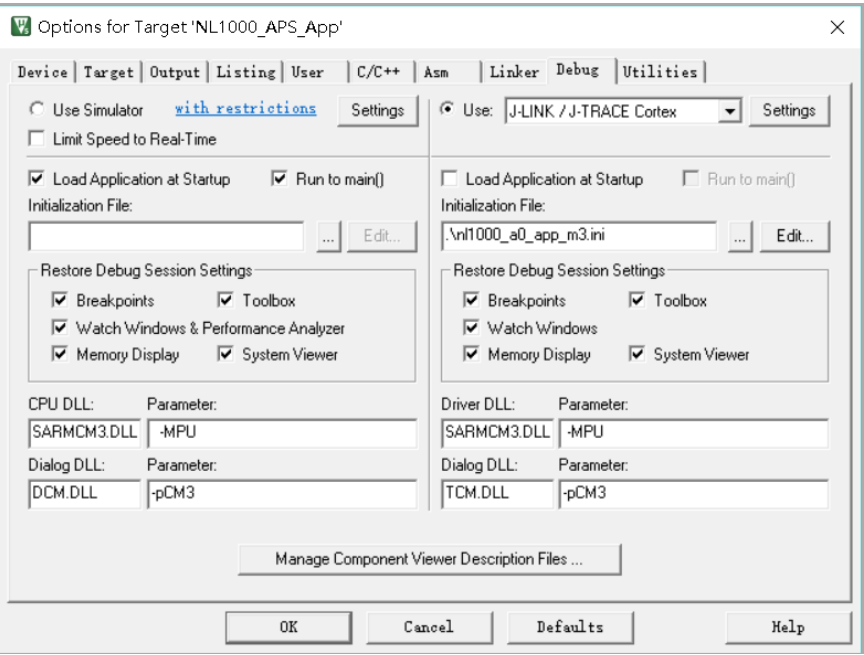 Options for Target 'NL1000_APS_App'
Device Target Output Listing User C/C++ Asm Linker Debug Utilities
Use Simulator with restrictions Settings
Limit Speed to Real-Time
Use: J-LINK / J-TRACE Cortex Settings
Load Application at Startup Run to main()
Initialization File:
... Edit...
Restore Debug Session Settings
Breakpoints Toolbox
Watch Windows & Performance Analyzer
Memory Display System Viewer
CPU DLL: Parameter:
SARMCM3.DLL -MPU
Dialog DLL: Parameter:
DCM.DLL -pCM3
Load Application at Startup Run to main()
Initialization File:
.\nl1000_a0_app_m3.ini ... Edit...
Restore Debug Session Settings
Breakpoints Toolbox
Watch Windows
Memory Display System Viewer
Driver DLL: Parameter:
SARMCM3.DLL -MPU
Dialog DLL: Parameter:
TCM.DLL -pCM3
Manage Component Viewer Description Files ...
OK Cancel Defaults Help